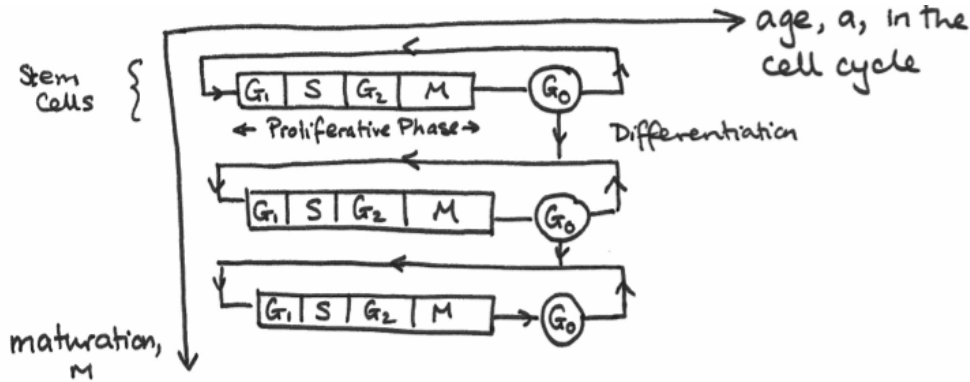 age, a, in the
cell cycle
Stem
Cells
G₁ S G₂ M G₀
← Proliferative Phase →
Differentiation
G₁ S G₂ M G₀
G₁ S G₂ M G₀
maturation,
M